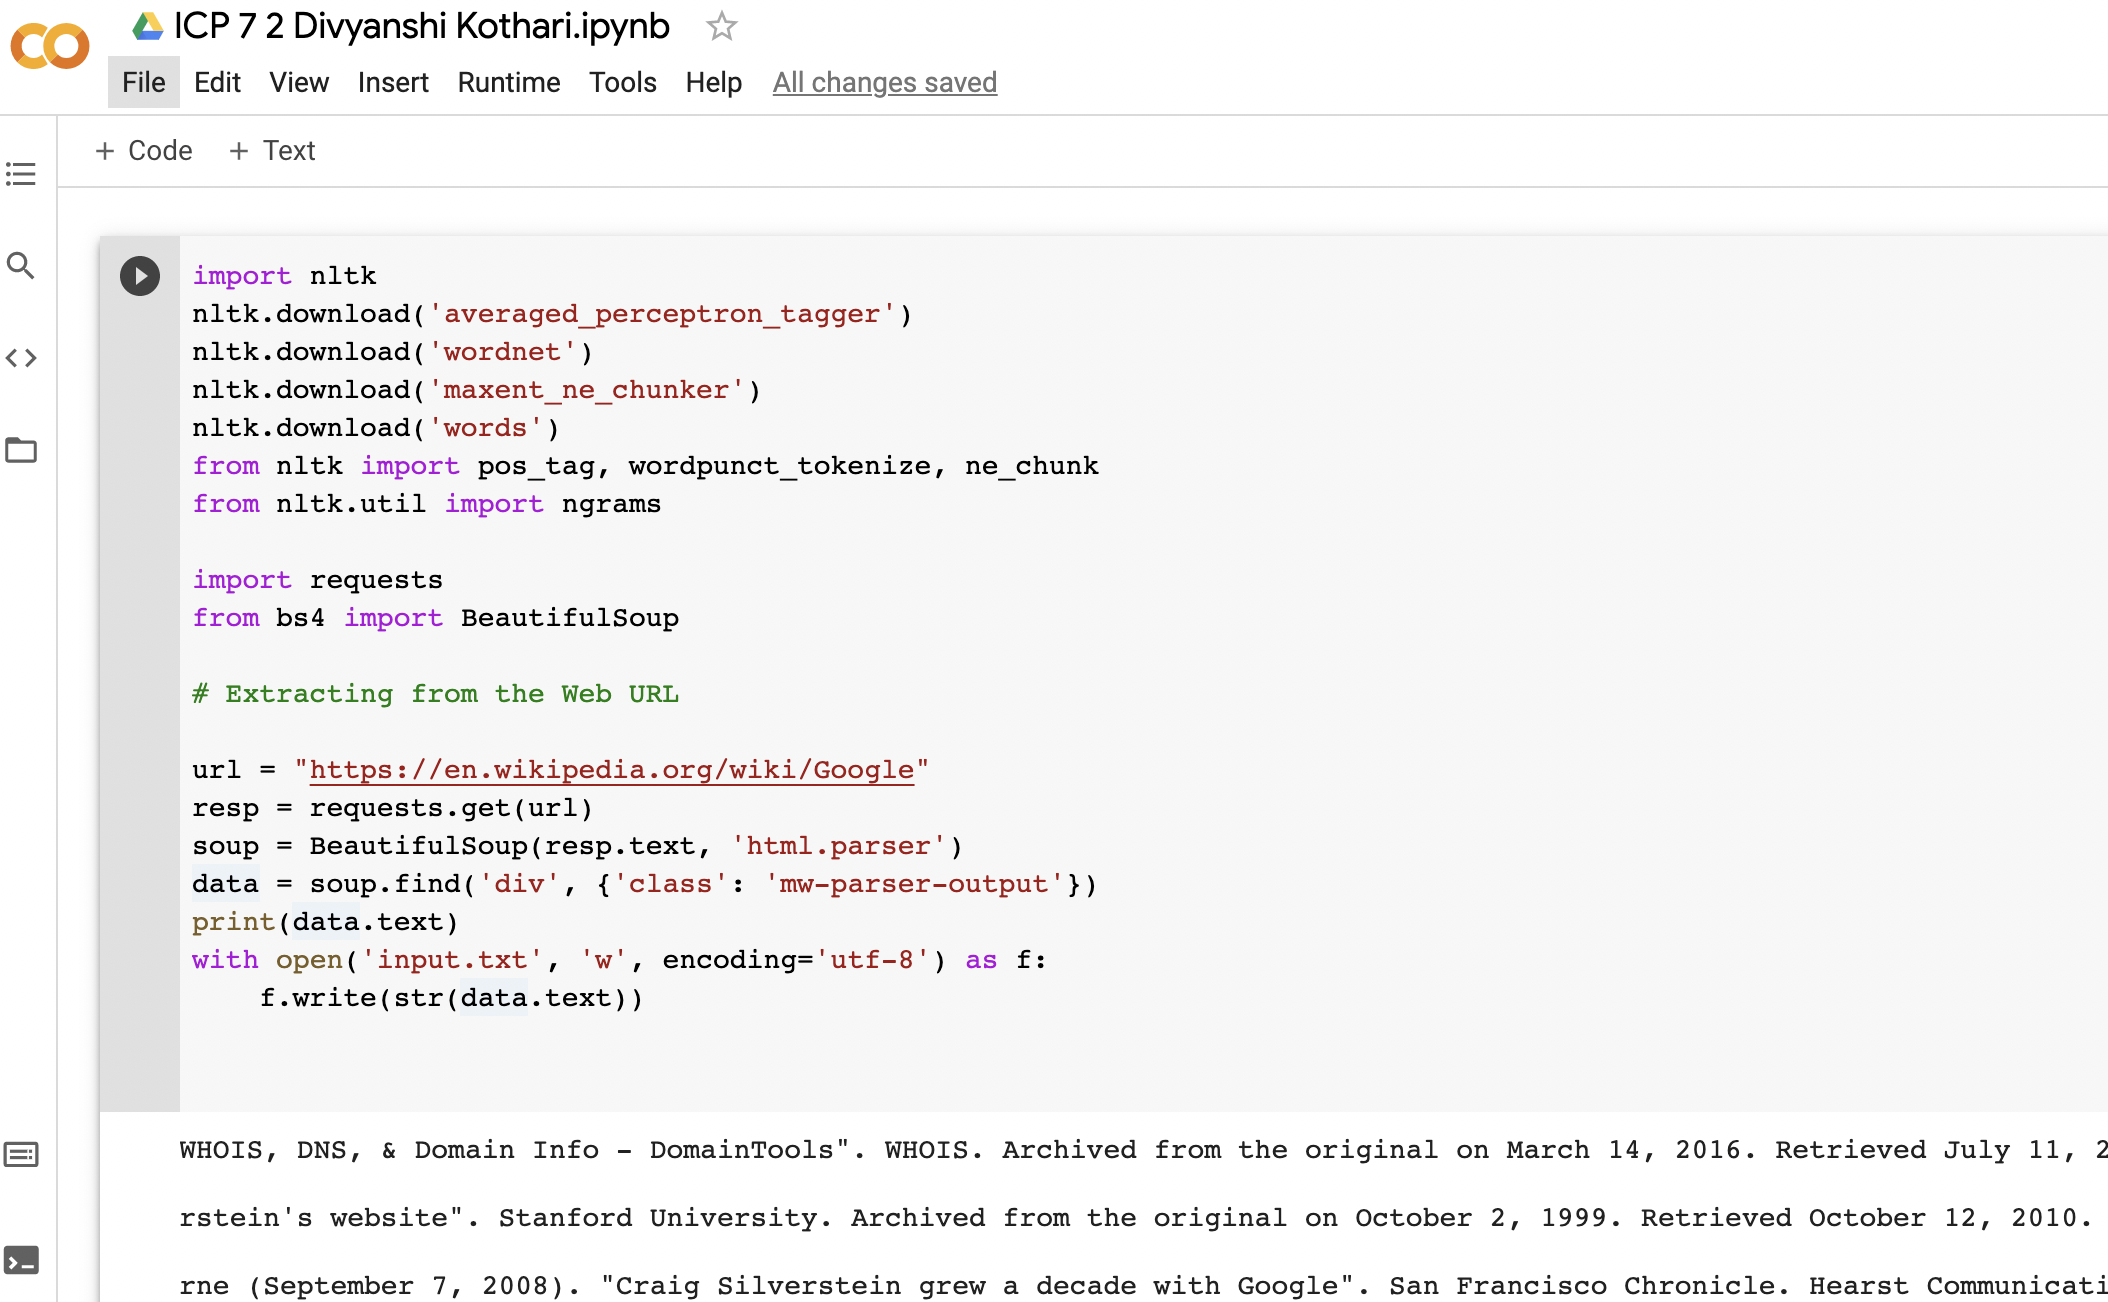 ICP 7 2 Divyanshi Kothari.ipynb
File Edit View Insert Runtime Tools Help All changes saved
+ Code + Text
import nltk
nltk.download('averaged_perceptron_tagger')
nltk.download('wordnet')
nltk.download('maxent_ne_chunker')
nltk.download('words')
from nltk import pos_tag, wordpunct_tokenize, ne_chunk
from nltk.util import ngrams
import requests
from bs4 import BeautifulSoup
# Extracting from the Web URL
url = "https://en.wikipedia.org/wiki/Google"
resp = requests.get(url)
soup = BeautifulSoup(resp.text, 'html.parser')
data = soup.find('div', {'class': 'mw-parser-output'})
print(data.text)
with open('input.txt', 'w', encoding='utf-8') as f:
    f.write(str(data.text))
WHOIS, DNS, & Domain Info – DomainTools". WHOIS. Archived from the original on March 14, 2016. Retrieved July 11, 2
rstein's website". Stanford University. Archived from the original on October 2, 1999. Retrieved October 12, 2010.
rne (September 7, 2008). "Craig Silverstein grew a decade with Google". San Francisco Chronicle. Hearst Communicati